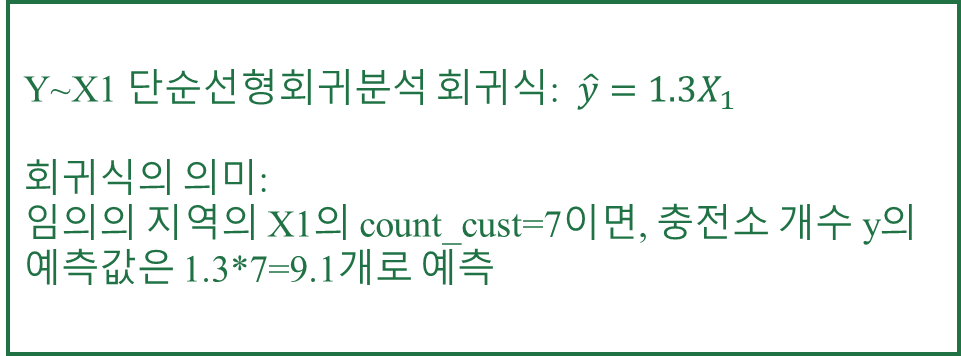 Y~X1 단순선형회귀분석 회귀식: ŷ = 1.3X₁
회귀식의 의미:
임의의 지역의 X1의 count_cust=7이면, 충전소 개수 y의
예측값은 1.3*7=9.1개로 예측